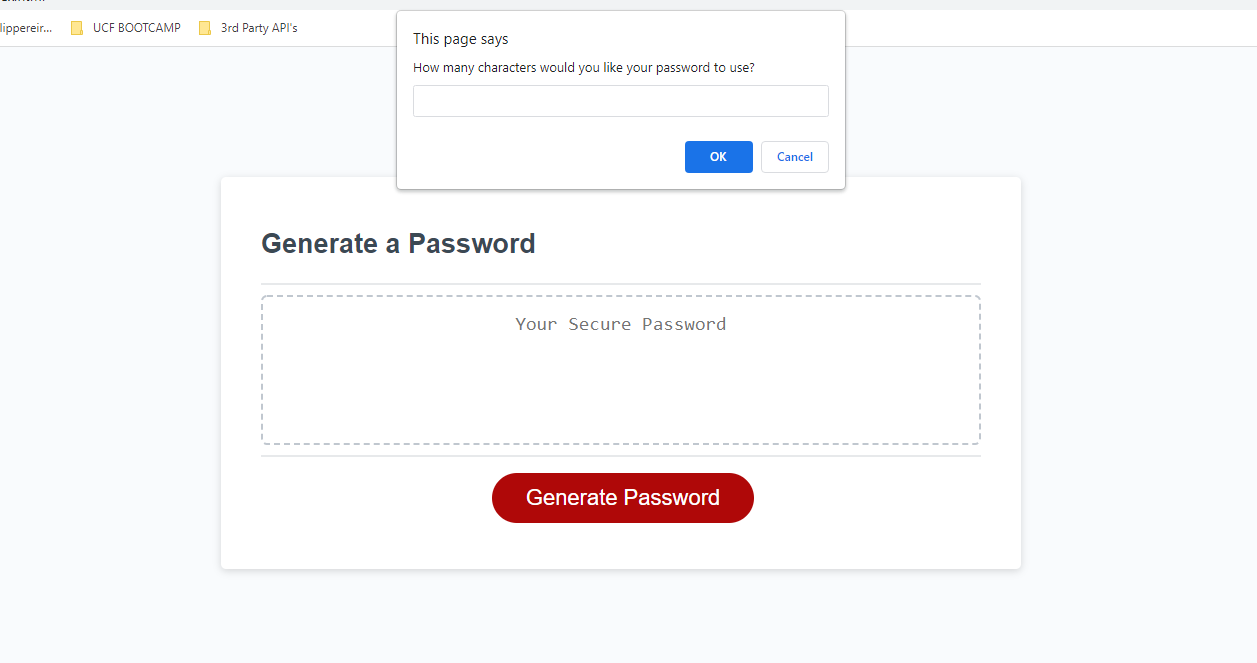 lippereir... UCF BOOTCAMP 3rd Party API's
This page says
How many characters would you like your password to use?
OK Cancel
Generate a Password
Your Secure Password
Generate Password